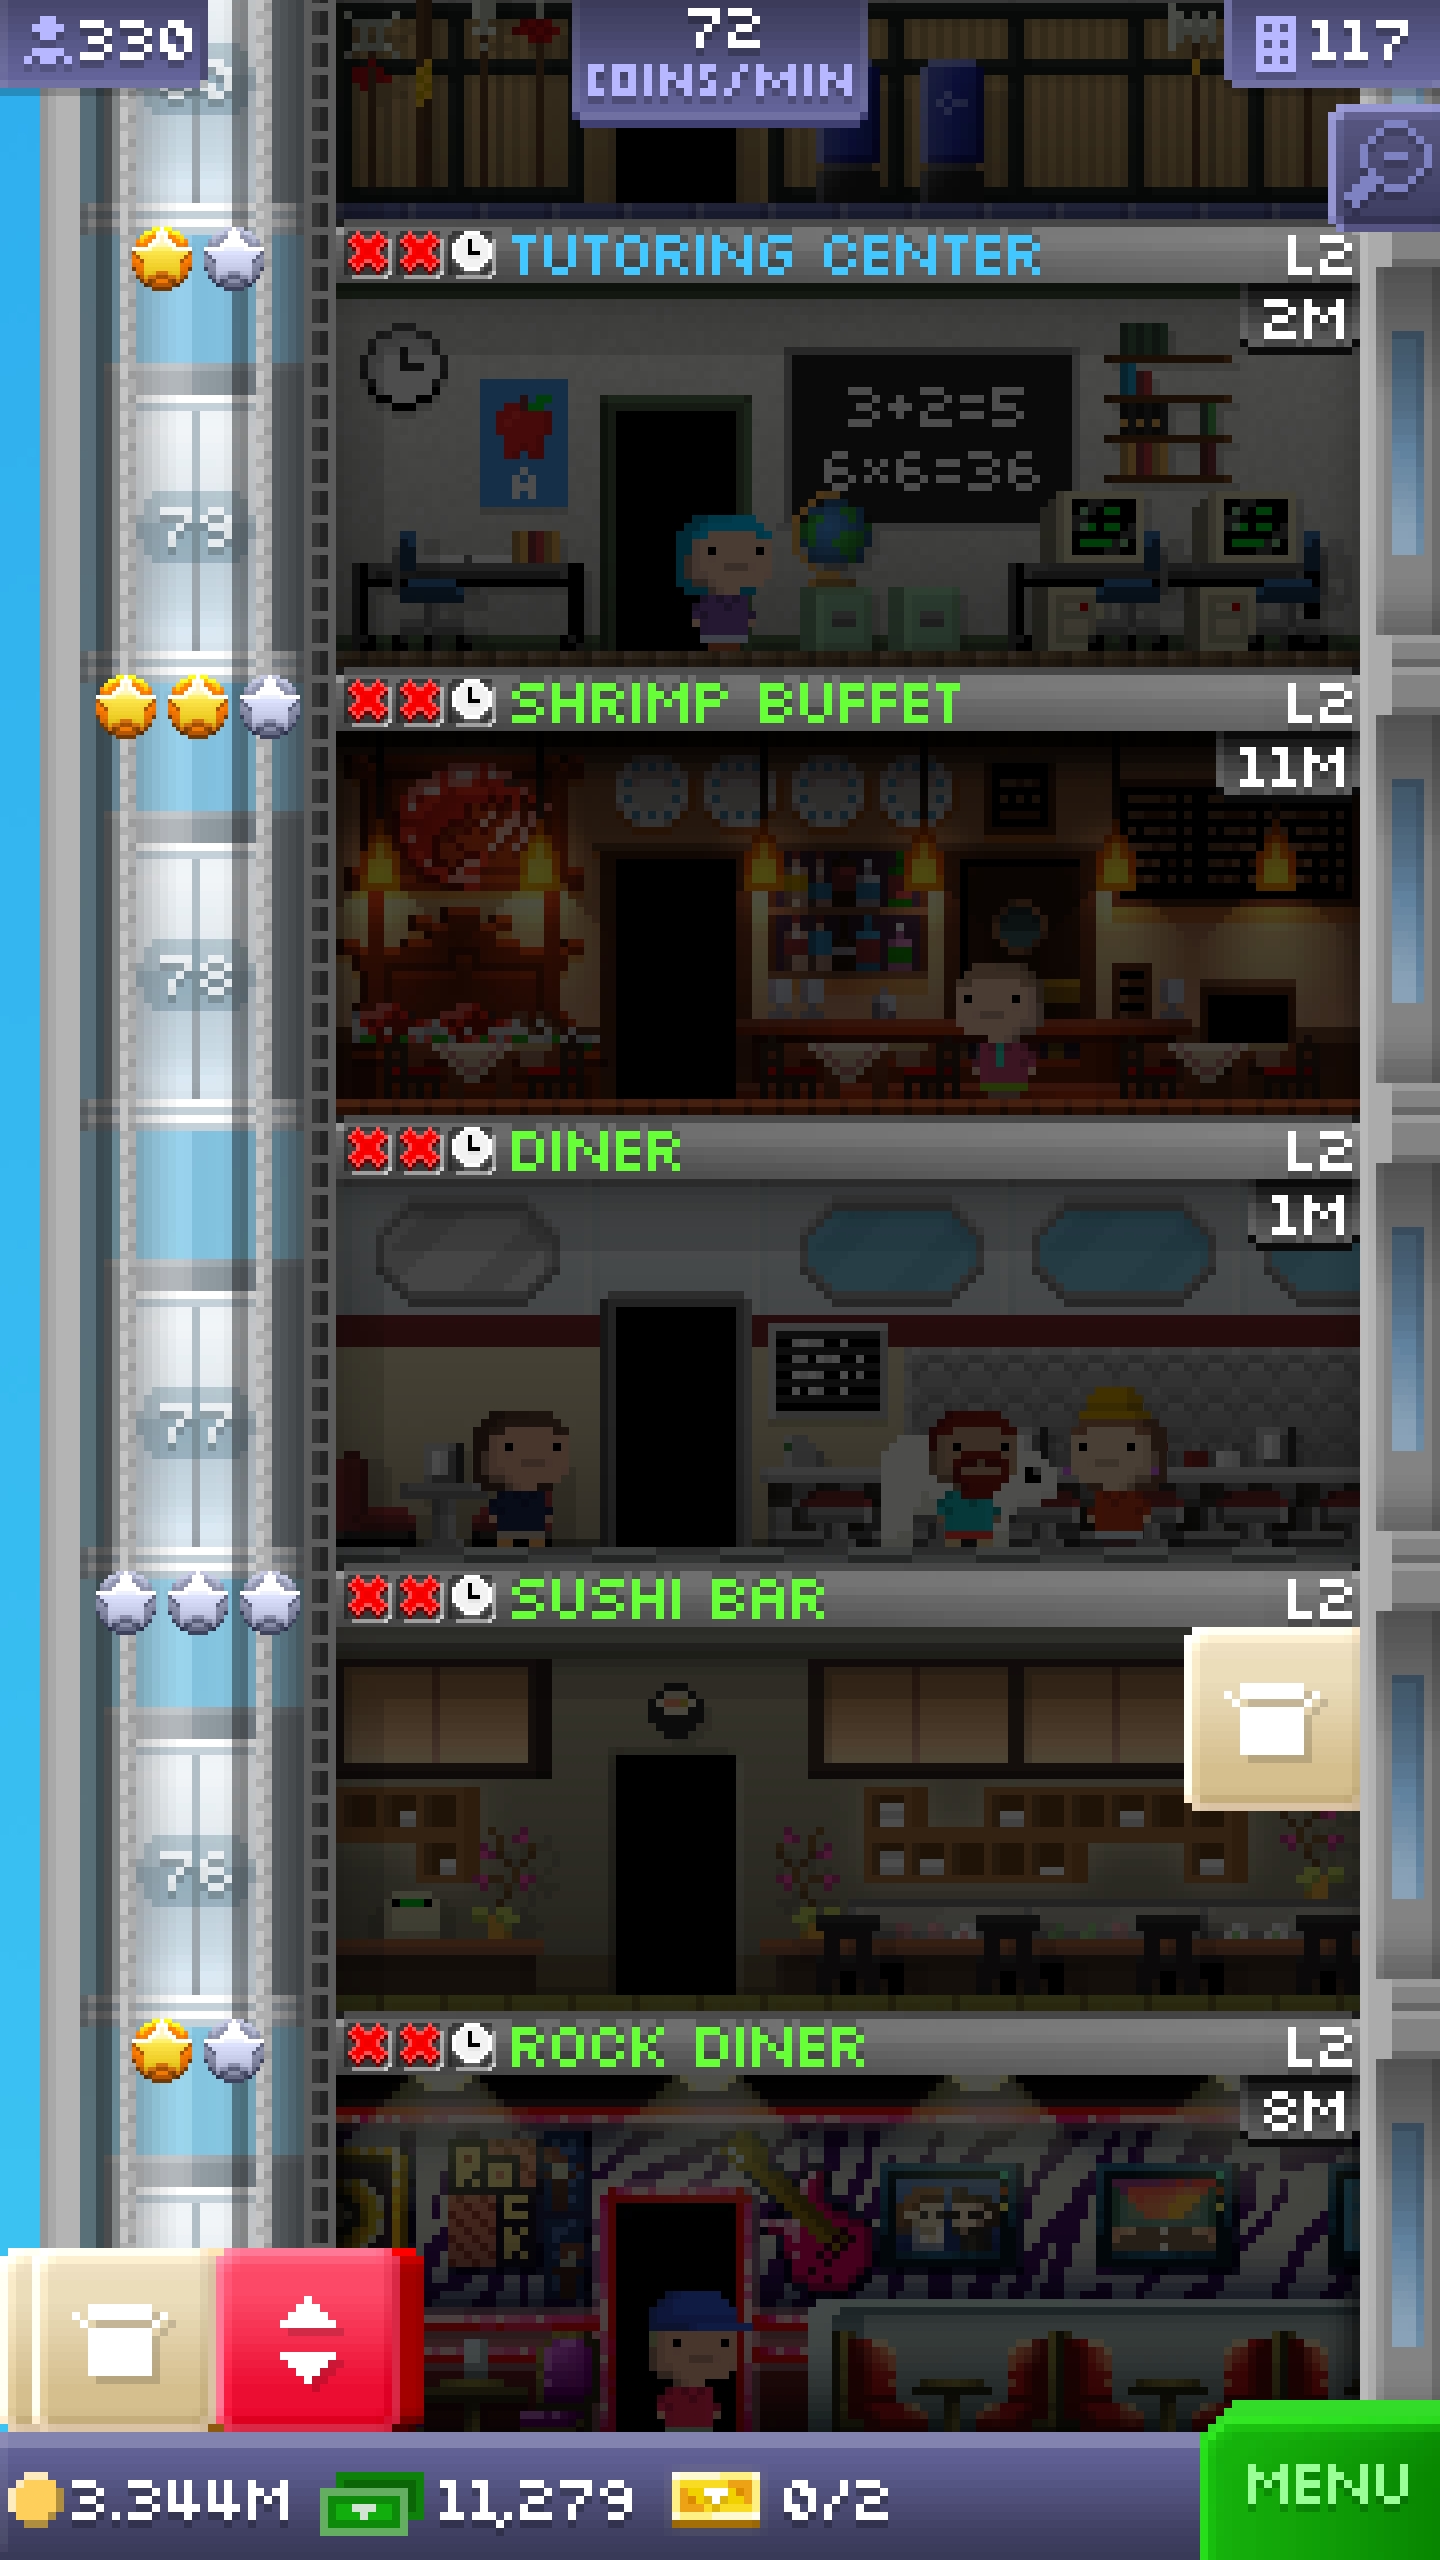 330
72
COINS/MIN
117
TUTORING CENTER
L2
2M
3+2=5
6×6=36
A
79
SHRIMP BUFFET
L2
11M
78
DINER
L2
1M
77
SUSHI BAR
L2
76
ROCK DINER
L2
8M
ROCK
3.344M
11,279
0/2
MENU